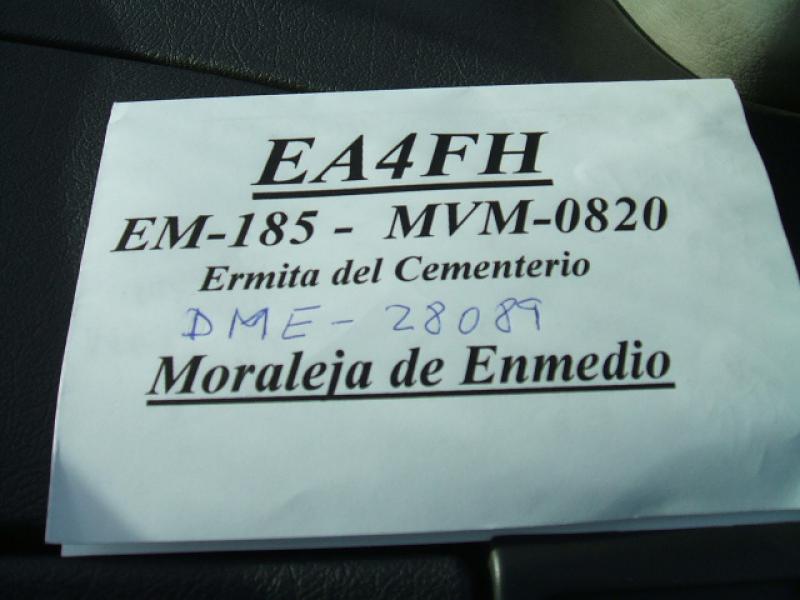 EA4FH
EM-185 - MVM-0820
Ermita del Cementerio
DME - 28089
Moraleja de Enmedio